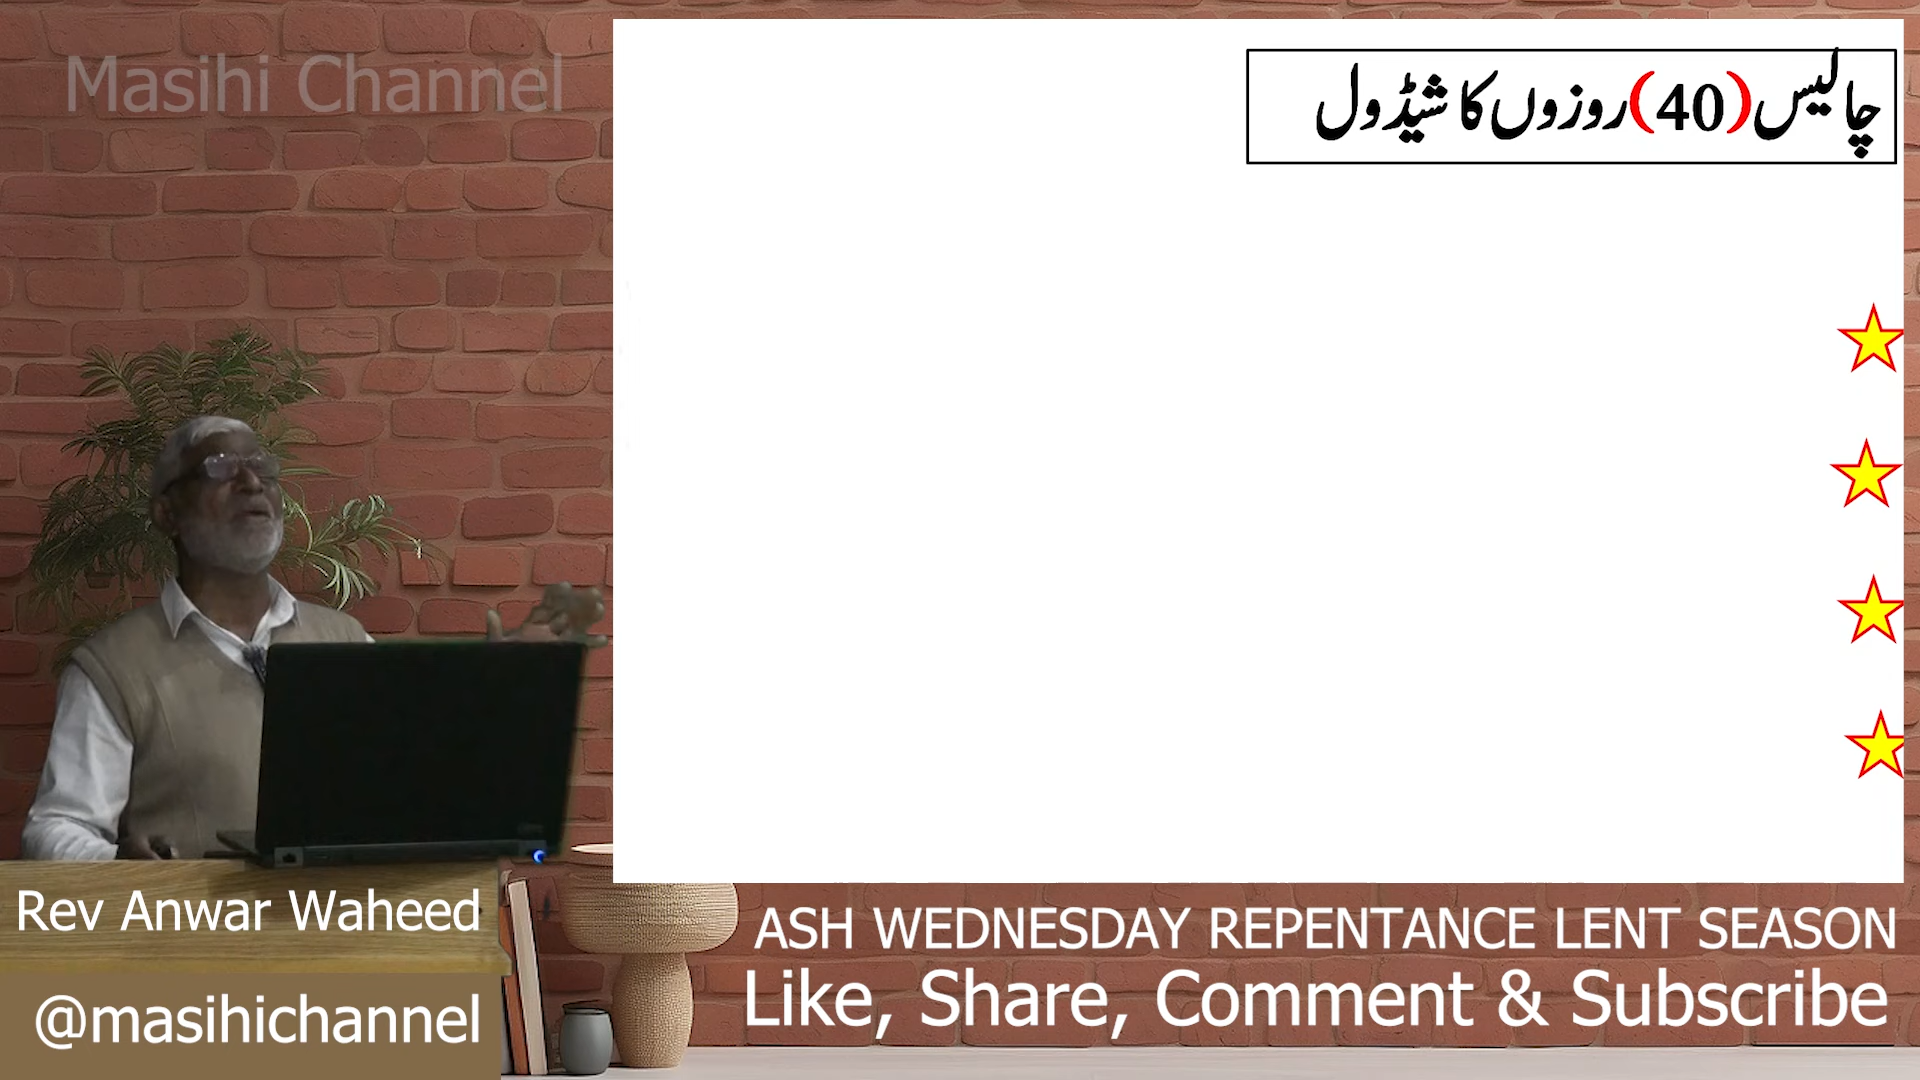 Masihi Channel
چالیس (40) روزوں کا شیڈول
Rev Anwar Waheed
@masihichannel
ASH WEDNESDAY REPENTANCE LENT SEASON
Like, Share, Comment & Subscribe